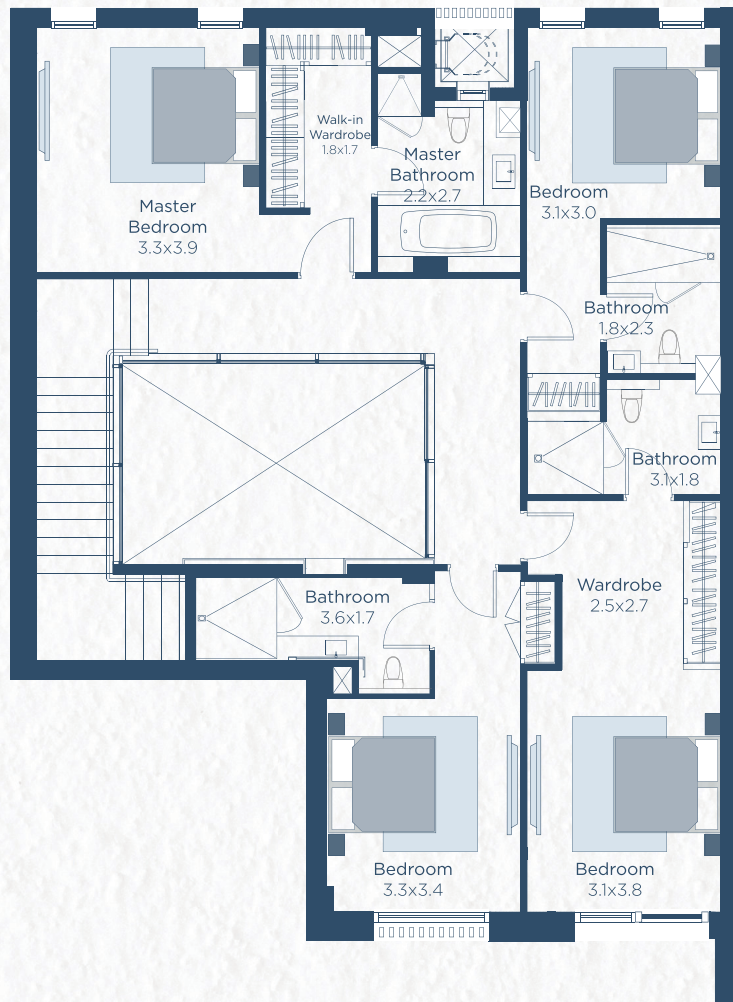 Walk-in
Wardrobe
1.8x1.7
Master
Bathroom
2.2x2.7
Master
Bedroom
3.3x3.9
Bedroom
3.1x3.0
Bathroom
1.8x2.3
Bathroom
3.1x1.8
Wardrobe
2.5x2.7
Bathroom
3.6x1.7
Bedroom
3.3x3.4
Bedroom
3.1x3.8